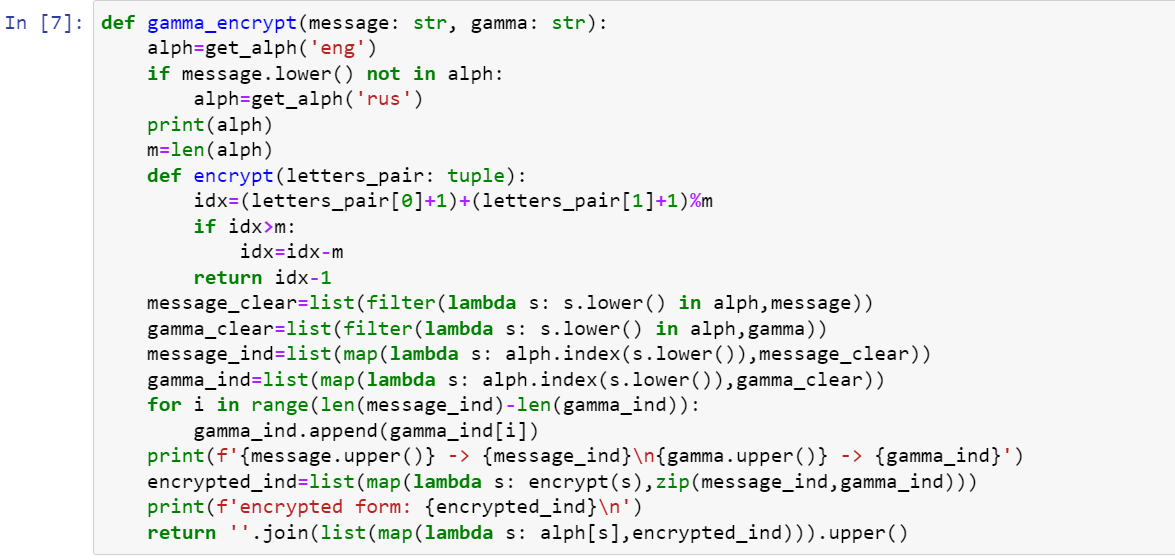 In [7]: def gamma_encrypt(message: str, gamma: str):
    alph=get_alph('eng')
    if message.lower() not in alph:
        alph=get_alph('rus')
    print(alph)
    m=len(alph)
    def encrypt(letters_pair: tuple):
        idx=(letters_pair[0]+1)+(letters_pair[1]+1)%m
        if idx>m:
            idx=idx-m
        return idx-1
    message_clear=list(filter(lambda s: s.lower() in alph,message))
    gamma_clear=list(filter(lambda s: s.lower() in alph,gamma))
    message_ind=list(map(lambda s: alph.index(s.lower()),message_clear))
    gamma_ind=list(map(lambda s: alph.index(s.lower()),gamma_clear))
    for i in range(len(message_ind)-len(gamma_ind)):
        gamma_ind.append(gamma_ind[i])
    print(f'{message.upper()} -> {message_ind}\n{gamma.upper()} -> {gamma_ind}')
    encrypted_ind=list(map(lambda s: encrypt(s),zip(message_ind,gamma_ind)))
    print(f'encrypted form: {encrypted_ind}\n')
    return ''.join(list(map(lambda s: alph[s],encrypted_ind))).upper()